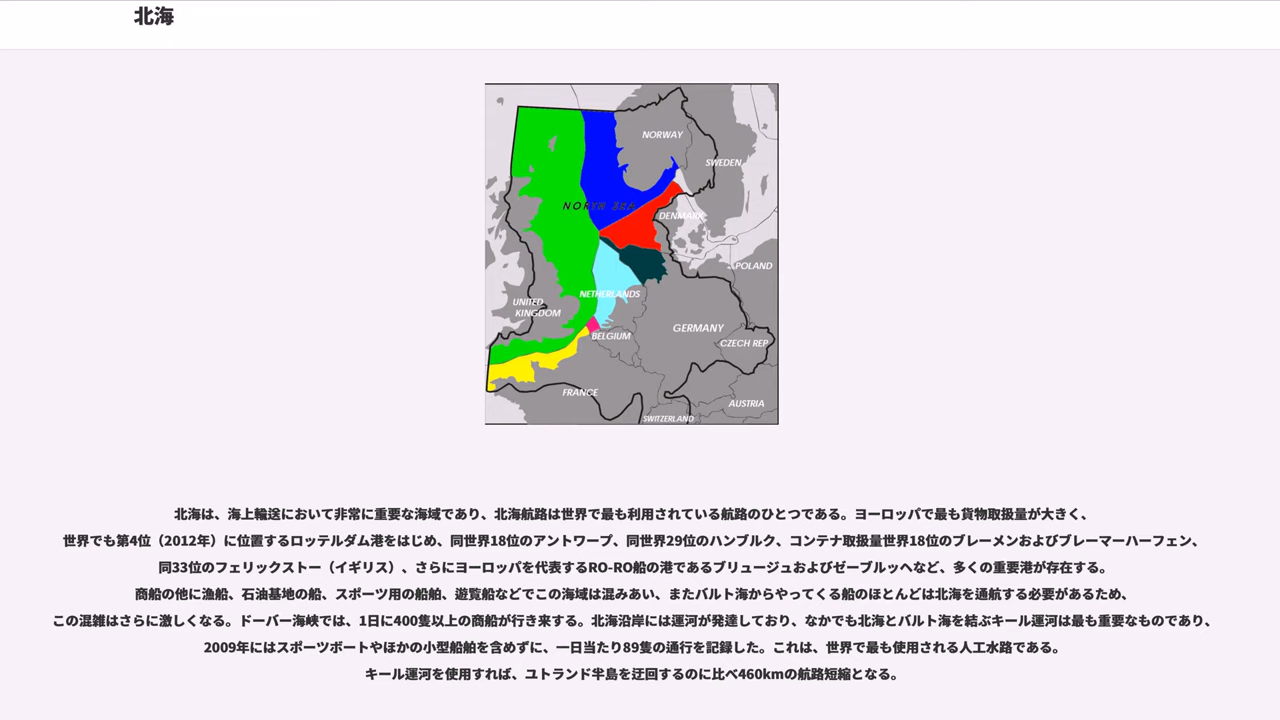 北海
NORWAY
SWEDEN
NORTH SEA
DENMARK
POLAND
NETHERLANDS
UNITED
KINGDOM
GERMANY
BELGIUM
CZECH REP
FRANCE
AUSTRIA
SWITZERLAND
北海は、海上輸送において非常に重要な海域であり、北海航路は世界で最も利用されている航路のひとつである。ヨーロッパで最も貨物取扱量が大きく、
世界でも第4位（2012年）に位置するロッテルダム港をはじめ、同世界18位のアントワープ、同世界29位のハンブルク、コンテナ取扱量世界18位のブレーメンおよびブレーマーハーフェン、
同33位のフェリックストー（イギリス）、さらにヨーロッパを代表するRO-RO船の港であるブリュージュおよびゼーブルッヘなど、多くの重要港が存在する。
商船の他に漁船、石油基地の船、スポーツ用の船舶、遊覧船などでこの海域は混みあい、またバルト海からやってくる船のほとんどは北海を通航する必要があるため、
この混雑はさらに激しくなる。ドーバー海峡では、1日に400隻以上の商船が行き来する。北海沿岸には運河が発達しており、なかでも北海とバルト海を結ぶキール運河は最も重要なものであり、
2009年にはスポーツボートやほかの小型船舶を含めずに、一日当たり89隻の通行を記録した。これは、世界で最も使用される人工水路である。
キール運河を使用すれば、ユトランド半島を迂回するのに比べ460kmの航路短縮となる。